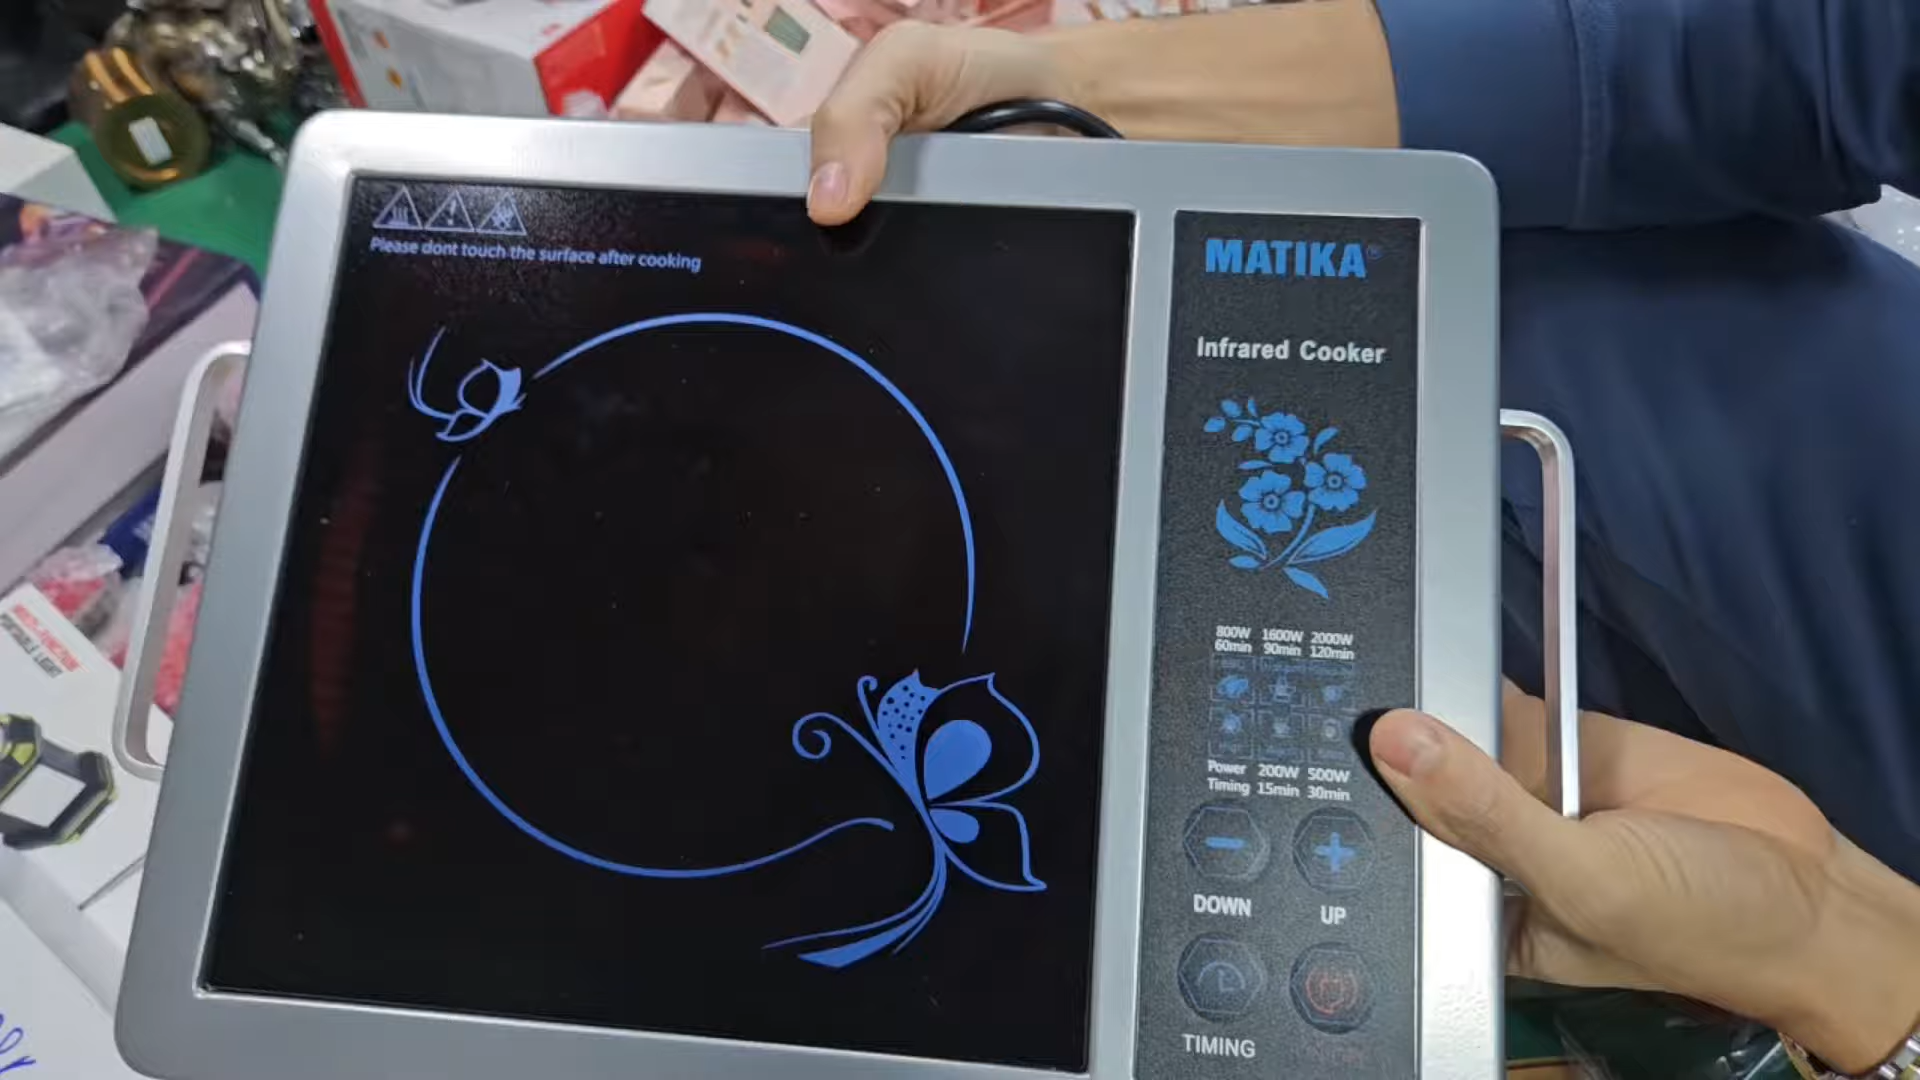 Please dont touch the surface after cooking
MATIKA®
Infrared Cooker
800W 1600W 2000W
60min 90min 120min
Power 200W 500W
Timing 15min 30min
DOWN UP
TIMING